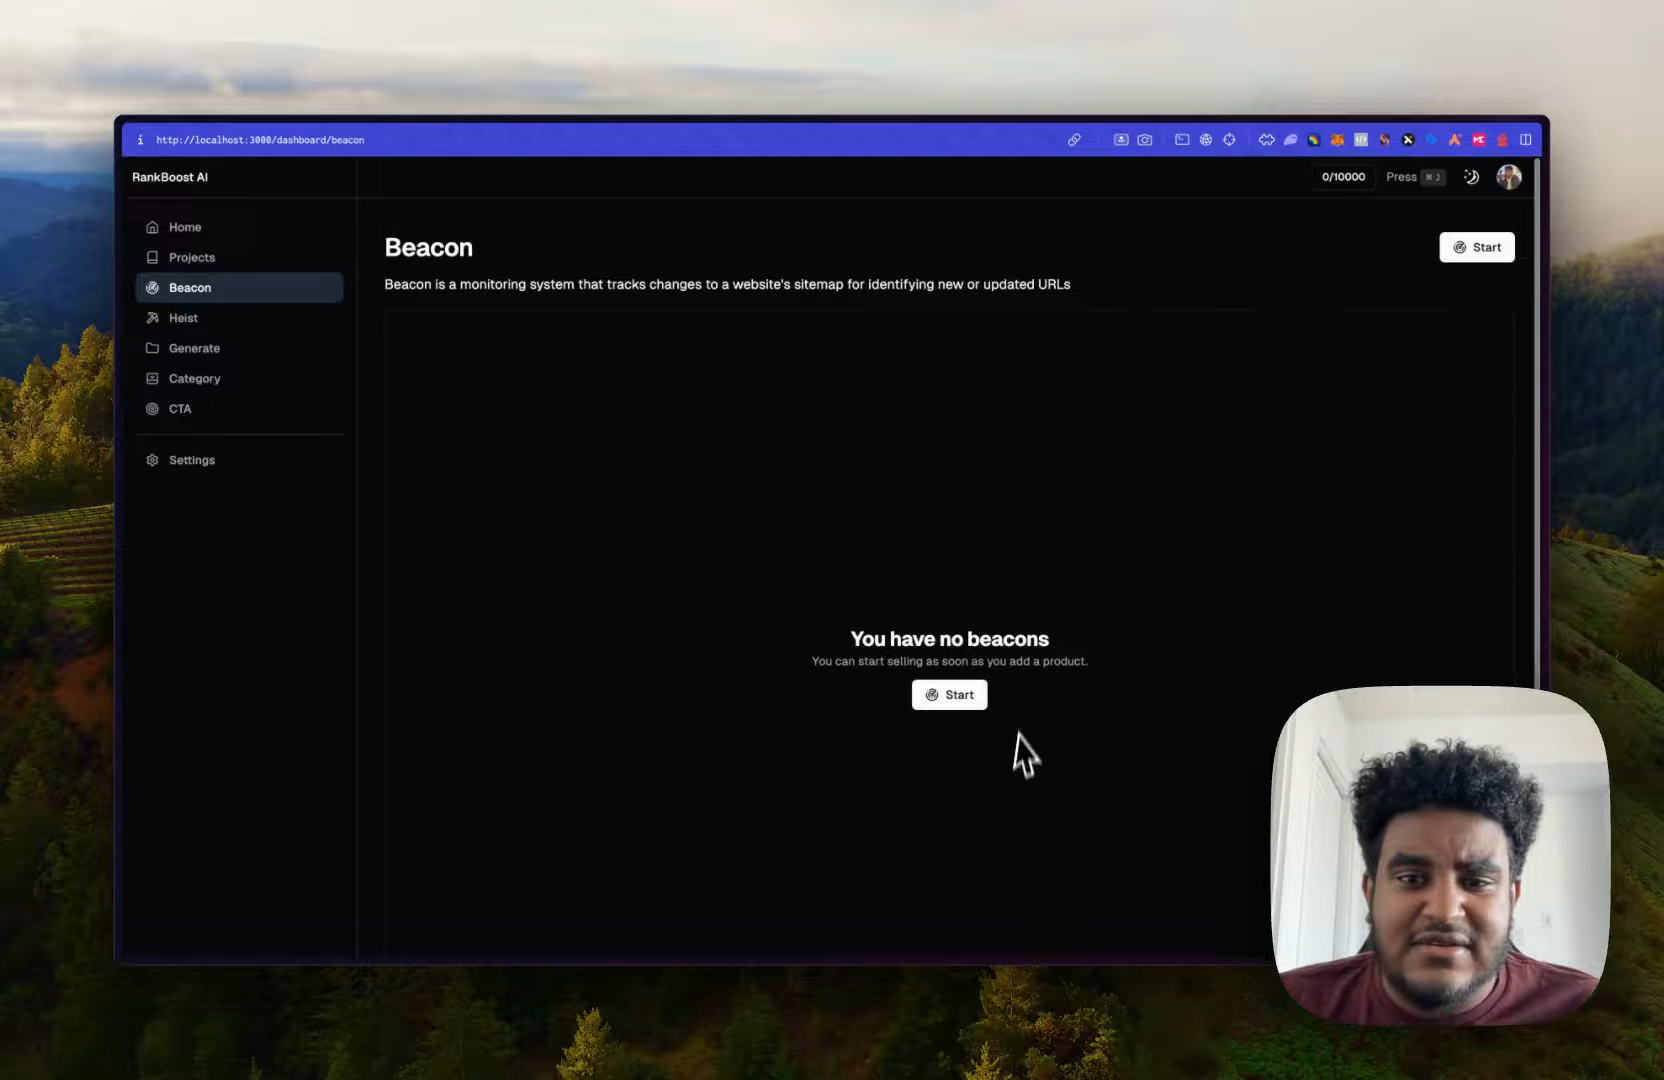 http://localhost:3000/dashboard/beacon
RankBoost AI
0/10000
Press ⌘ J
Home
Projects
Beacon
Heist
Generate
Category
CTA
Settings
Beacon
Start
Beacon is a monitoring system that tracks changes to a website's sitemap for identifying new or updated URLs
You have no beacons
You can start selling as soon as you add a product.
Start